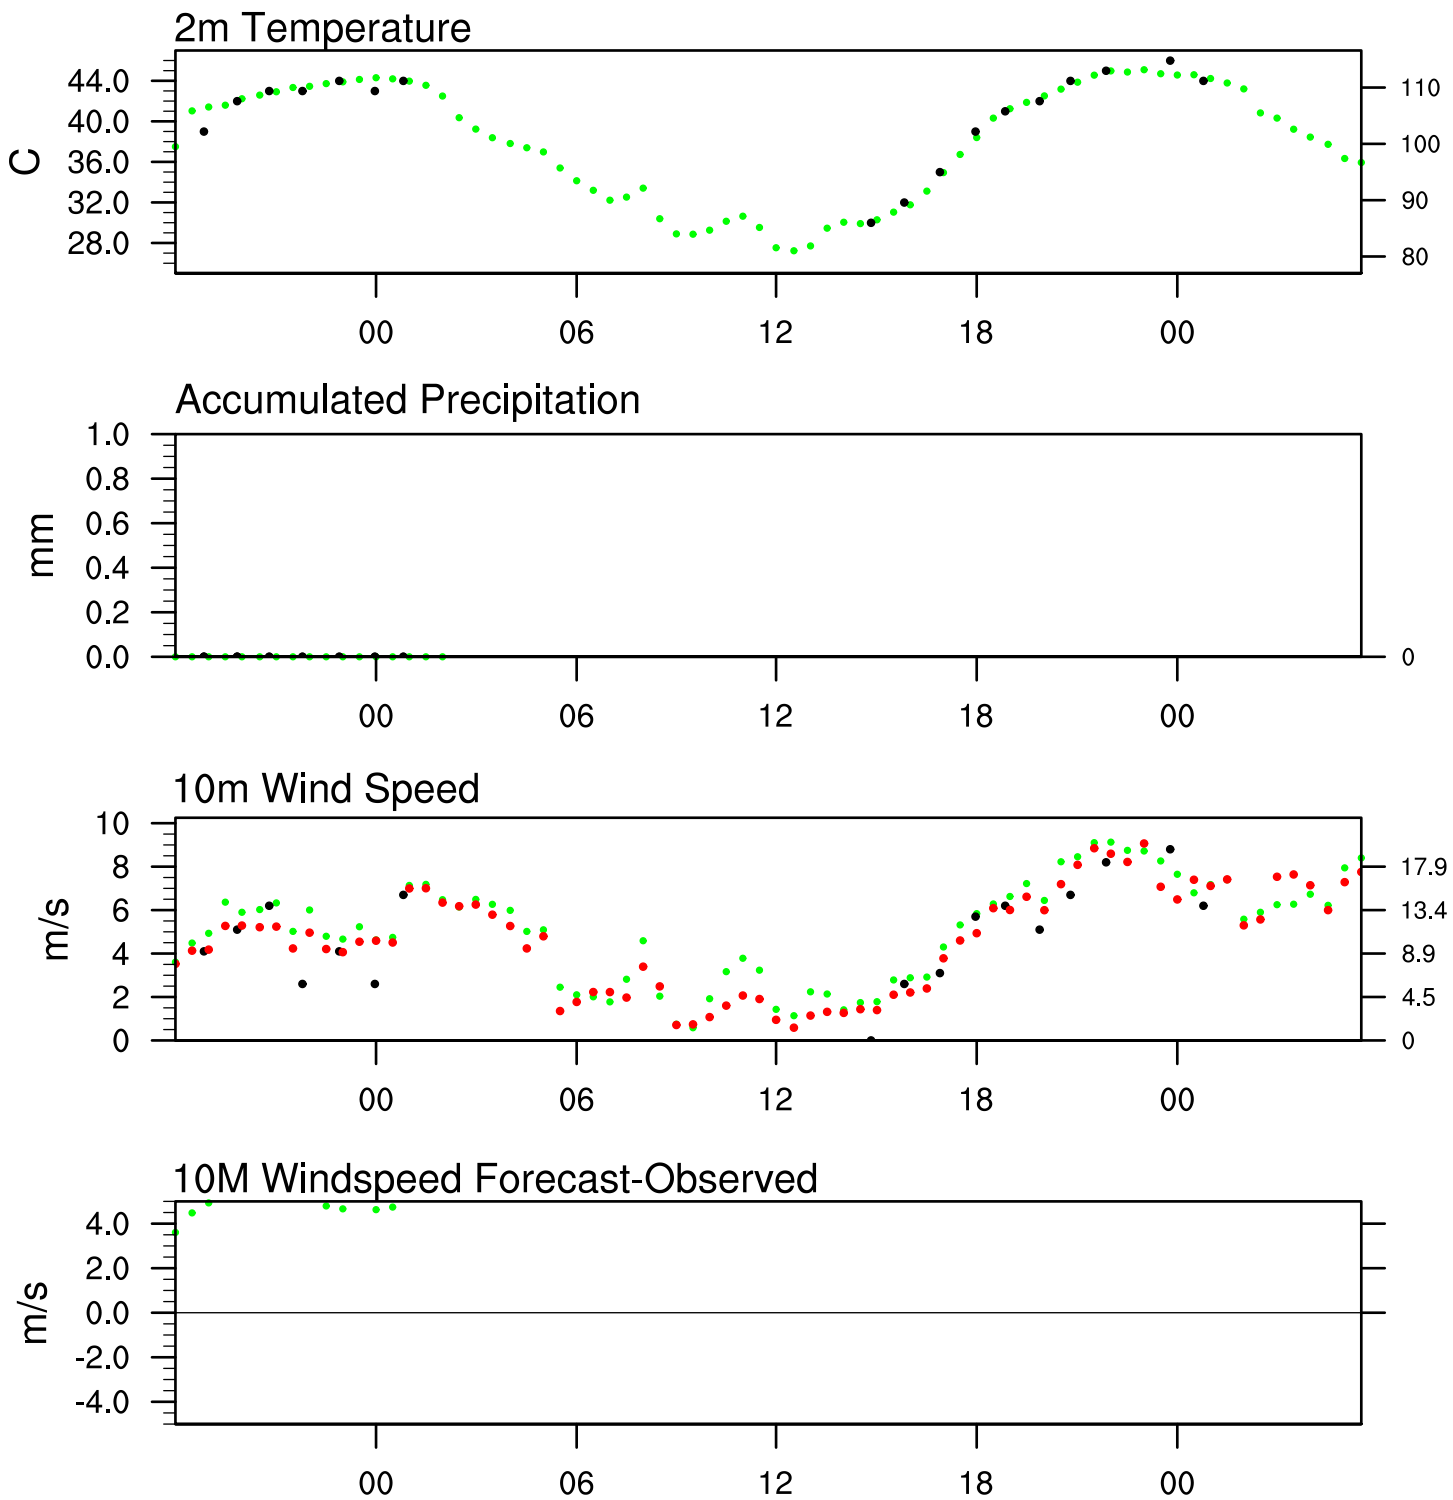 2m Temperature
44.0
40.0
36.0
32.0
28.0
C
110
100
90
80
00 06 12 18 00
Accumulated Precipitation
1.0
0.8
0.6
0.4
0.2
0.0
mm
0
00 06 12 18 00
10m Wind Speed
10
8
6
4
2
0
m/s
17.9
13.4
8.9
4.5
0
00 06 12 18 00
10M Windspeed Forecast-Observed
4.0
2.0
0.0
-2.0
-4.0
m/s
00 06 12 18 00